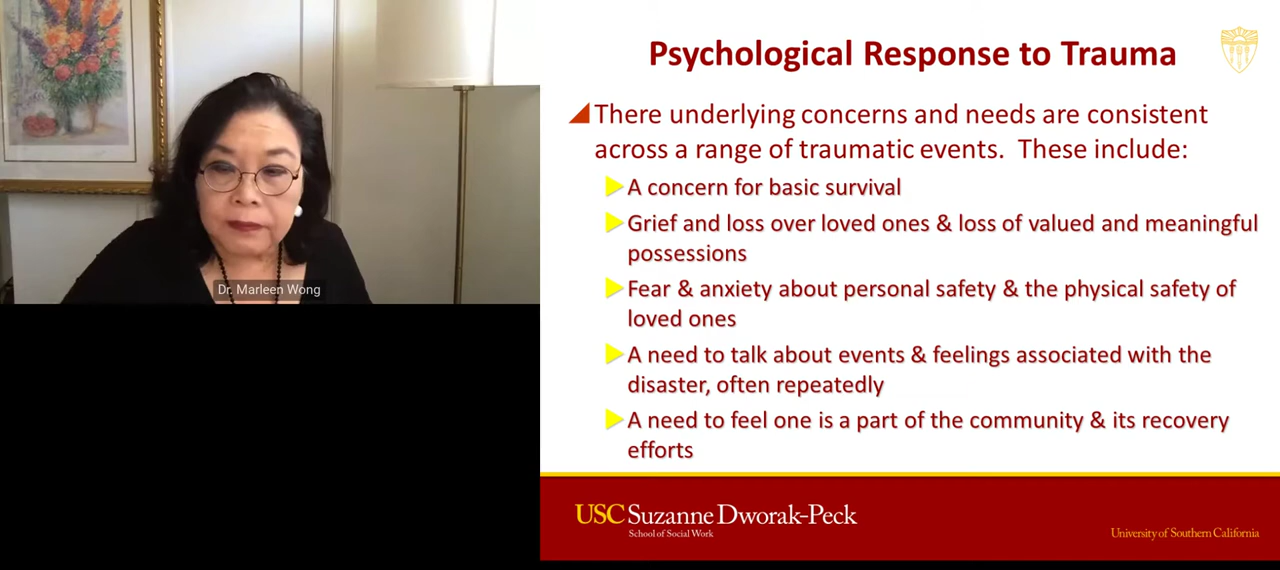 Dr. Marleen Wong
Psychological Response to Trauma
There underlying concerns and needs are consistent
across a range of traumatic events. These include:
A concern for basic survival
Grief and loss over loved ones & loss of valued and meaningful
possessions
Fear & anxiety about personal safety & the physical safety of
loved ones
A need to talk about events & feelings associated with the
disaster, often repeatedly
A need to feel one is a part of the community & its recovery
efforts
USC Suzanne Dworak-Peck
School of Social Work
University of Southern California